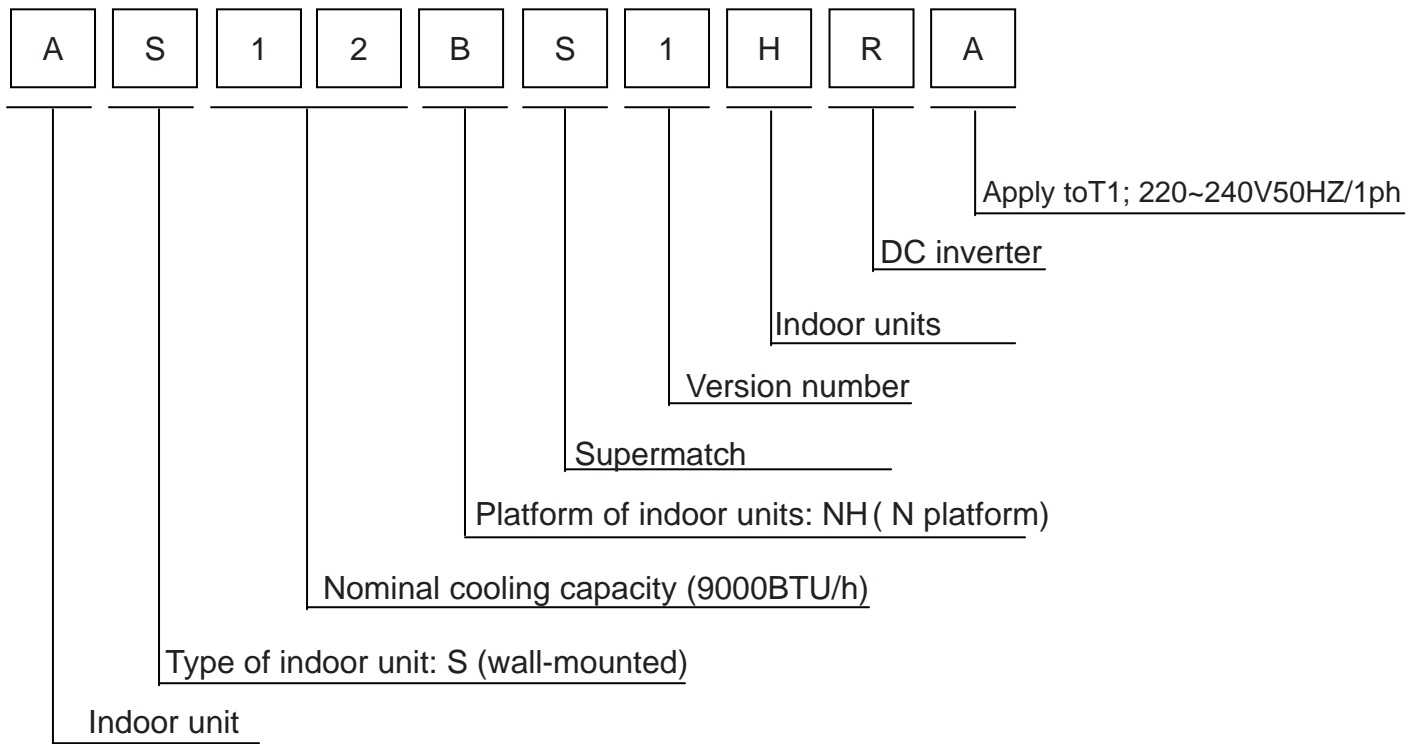 A S 1 2 B S 1 H R A
Apply toT1; 220~240V50HZ/1ph
DC inverter
Indoor units
Version number
Supermatch
Platform of indoor units: NH ( N platform)
Nominal cooling capacity (9000BTU/h)
Type of indoor unit: S (wall-mounted)
Indoor unit